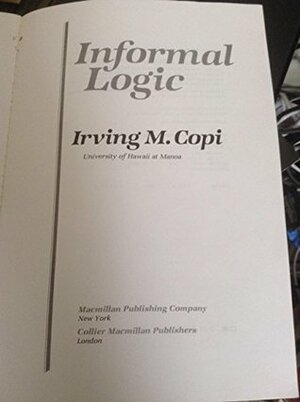 Informal
Logic
Irving M. Copi
University of Hawaii at Manoa
Macmillan Publishing Company
New York
Collier Macmillan Publishers
London